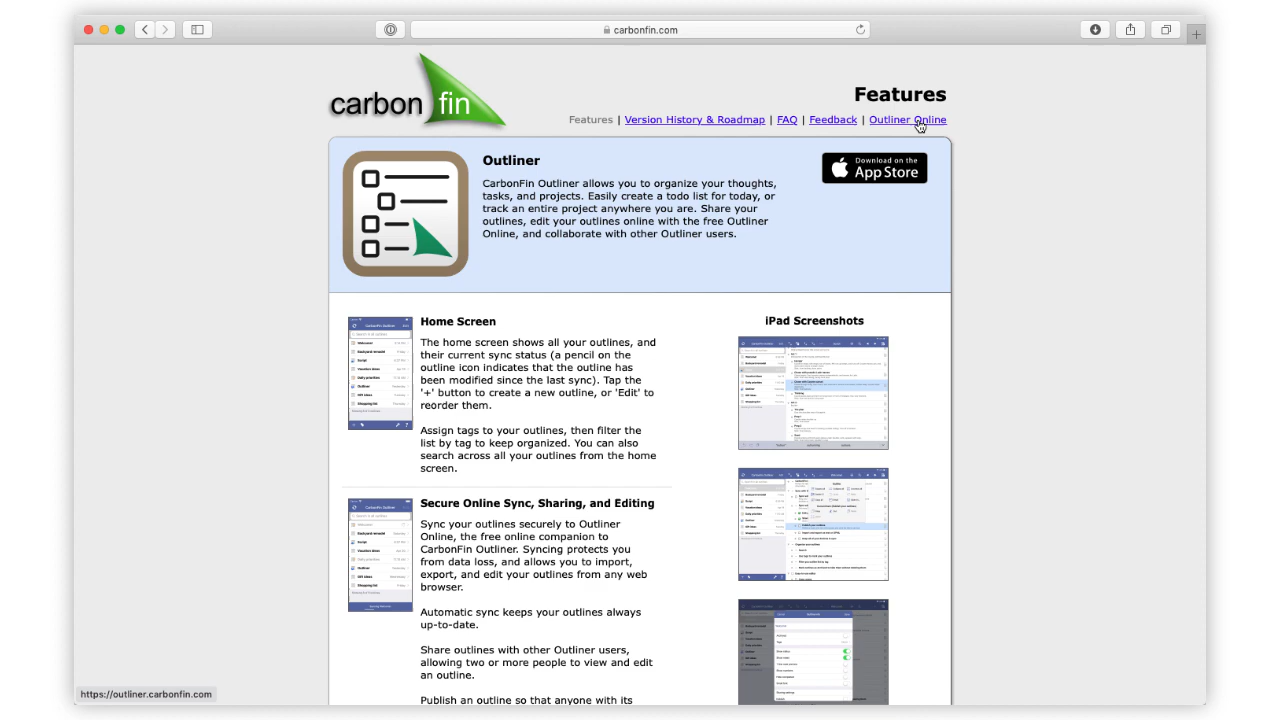 carbonfin.com
carbon fin
Features
Features | Version History & Roadmap | FAQ | Feedback | Outliner Online
Outliner
CarbonFin Outliner allows you to organize your thoughts,
tasks, and projects. Easily create a todo list for today, or
track an entire project anywhere you are. Share your
outlines, edit your outlines online with the free Outliner
Online, and collaborate with other Outliner users.
Download on the
App Store
Home Screen
The home screen shows all your outlines, and
their current sync status (a pencil on the
outline icon indicates that the outline has
been modified since the last sync). Tap the
'+' button to create a new outline, or 'Edit' to
reorder them.
Assign tags to your outlines, then filter the
list by tag to keep organized. You can also
search across all your outlines from the home
screen.
Secure Online Sync, sharing, and Editing
Sync your outlines securely to Outliner
Online, the free online companion to
CarbonFin Outliner. Syncing protects you
from data loss, and allows you to import,
export, and edit your outlines from any web
browser.
Automatic sync keeps your outlines always
up-to-date.
Share outlines with other Outliner users,
allowing two or more people to view and edit
an outline.
Publish an outline so that anyone with its
iPad Screenshots
https://outliner.carbonfin.com